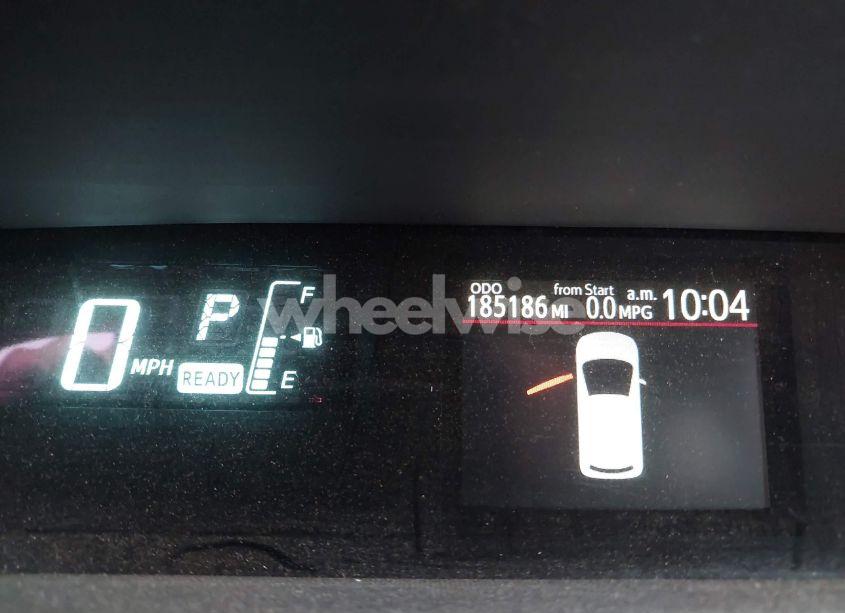 ODO from Start a.m.
185186 MI 0.0 MPG 10:04
F
P
0 MPH
READY
E
wheelwise